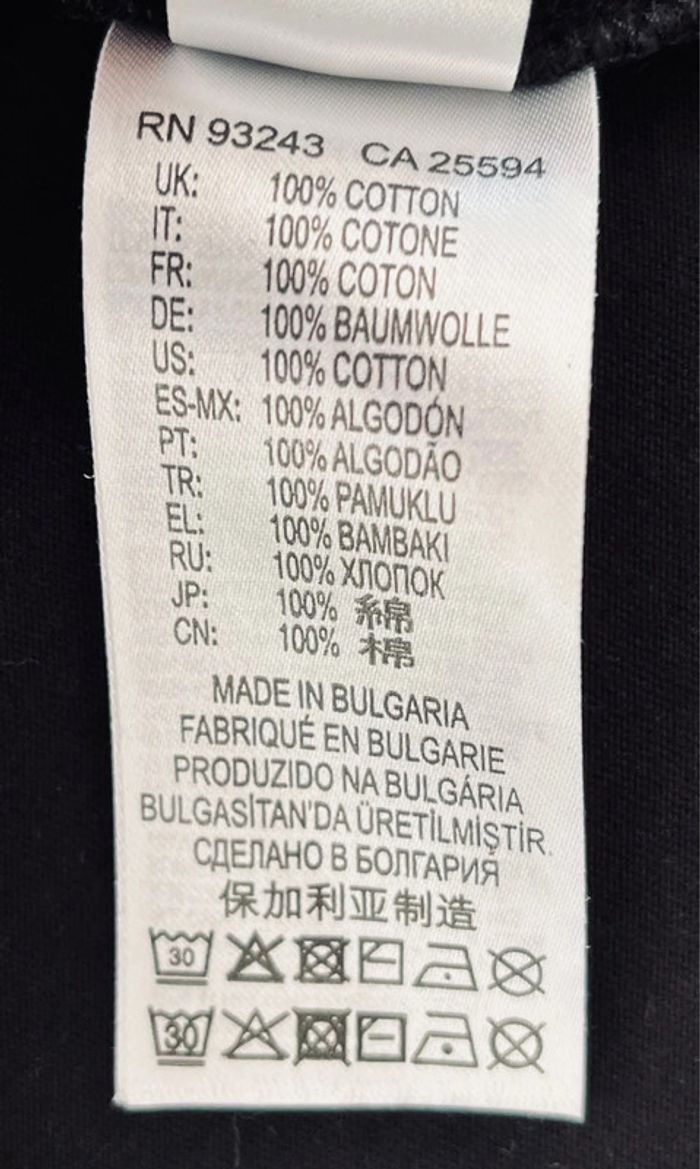 RN 93243 CA 25594
UK: 100% COTTON
IT: 100% COTONE
FR: 100% COTON
DE: 100% BAUMWOLLE
US: 100% COTTON
ES-MX: 100% ALGODÓN
PT: 100% ALGODÃO
TR: 100% PAMUKLU
EL: 100% BAMBAKI
RU: 100% ХЛОПОК
JP: 100% 綿
CN: 100% 棉
MADE IN BULGARIA
FABRIQUÉ EN BULGARIE
PRODUZIDO NA BULGÁRIA
BULGASİTAN'DA ÜRETİLMİŞTİR.
СДЕЛАНО В БОЛГАРИЯ
保加利亚制造
30
30